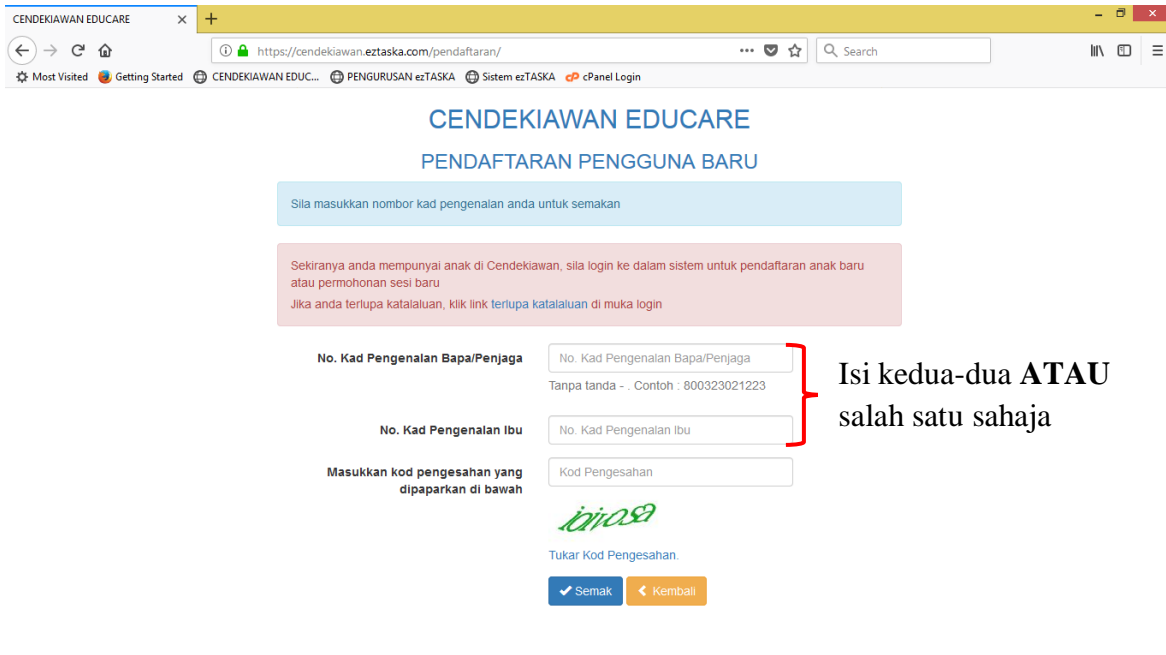 CENDEKIAWAN EDUCARE
https://cendekiawan.eztaska.com/pendaftaran/
Search
Most Visited Getting Started CENDEKIAWAN EDUC... PENGURUSAN ezTASKA Sistem ezTASKA cPanel Login
CENDEKIAWAN EDUCARE
PENDAFTARAN PENGGUNA BARU
Sila masukkan nombor kad pengenalan anda untuk semakan
Sekiranya anda mempunyai anak di Cendekiawan, sila login ke dalam sistem untuk pendaftaran anak baru
atau permohonan sesi baru
Jika anda terlupa katalaluan, klik link terlupa katalaluan di muka login
No. Kad Pengenalan Bapa/Penjaga No. Kad Pengenalan Bapa/Penjaga
Tanpa tanda - . Contoh : 800323021223
Isi kedua-dua ATAU
salah satu sahaja
No. Kad Pengenalan Ibu No. Kad Pengenalan Ibu
Masukkan kod pengesahan yang Kod Pengesahan
dipaparkan di bawah
Tukar Kod Pengesahan.
Semak Kembali